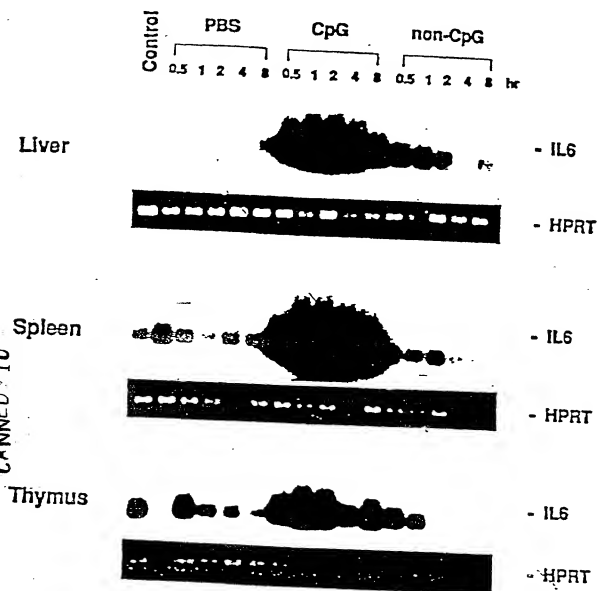 Control PBS CpG non-CpG
0.5 1 2 4 8 0.5 1 2 4 8 0.5 1 2 4 8 hr
Liver - IL6
- HPRT
Spleen - IL6
- HPRT
Thymus - IL6
- HPRT